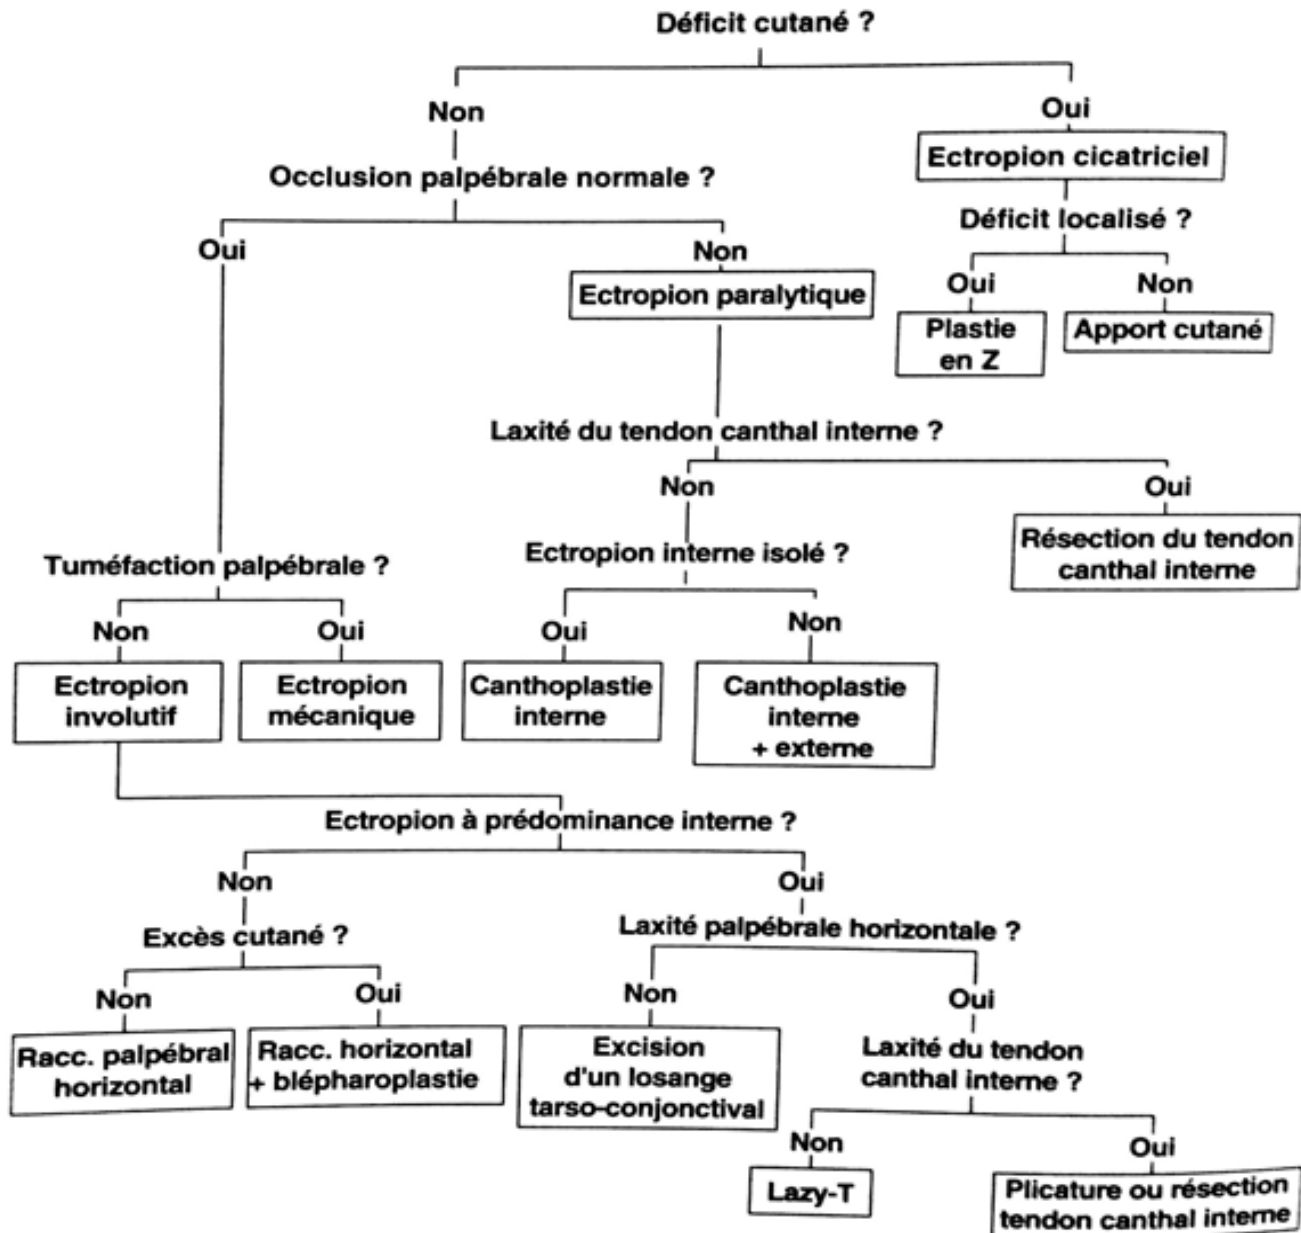 Déficit cutané ?
Non
Oui
Ectropion cicatriciel
Occlusion palpébrale normale ?
Déficit localisé ?
Oui
Non
Ectropion paralytique
Oui
Non
Plastie
en Z
Apport cutané
Laxité du tendon canthal interne ?
Non
Oui
Résection du tendon
canthal interne
Ectropion interne isolé ?
Tuméfaction palpébrale ?
Non
Oui
Oui
Non
Ectropion
involutif
Ectropion
mécanique
Canthoplastie
interne
Canthoplastie
interne
+ externe
Ectropion à prédominance interne ?
Non
Oui
Excès cutané ?
Laxité palpébrale horizontale ?
Non
Oui
Non
Oui
Racc. palpébral
horizontal
Racc. horizontal
+ blépharoplastie
Excision
d'un losange
tarso-conjonctival
Laxité du tendon
canthal interne ?
Non
Oui
Lazy-T
Plicature ou résection
tendon canthal interne